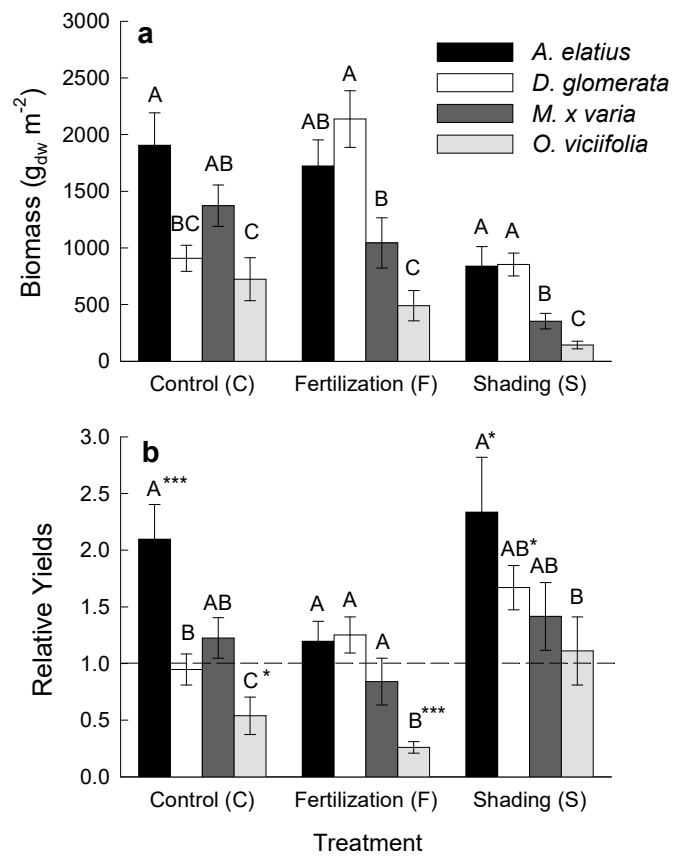 a
A. elatius
D. glomerata
M. x varia
O. viciifolia
Biomass (g dw m-2)
3000
2500
2000
1500
1000
500
0
A
BC
AB
C
AB
A
B
C
A
A
B
C
Control (C)
Fertilization (F)
Shading (S)
b
Relative Yields
3.0
2.5
2.0
1.5
1.0
0.5
0.0
A ***
B
AB
C *
A
A
A
B***
A*
AB*
AB
B
Control (C)
Fertilization (F)
Shading (S)
Treatment